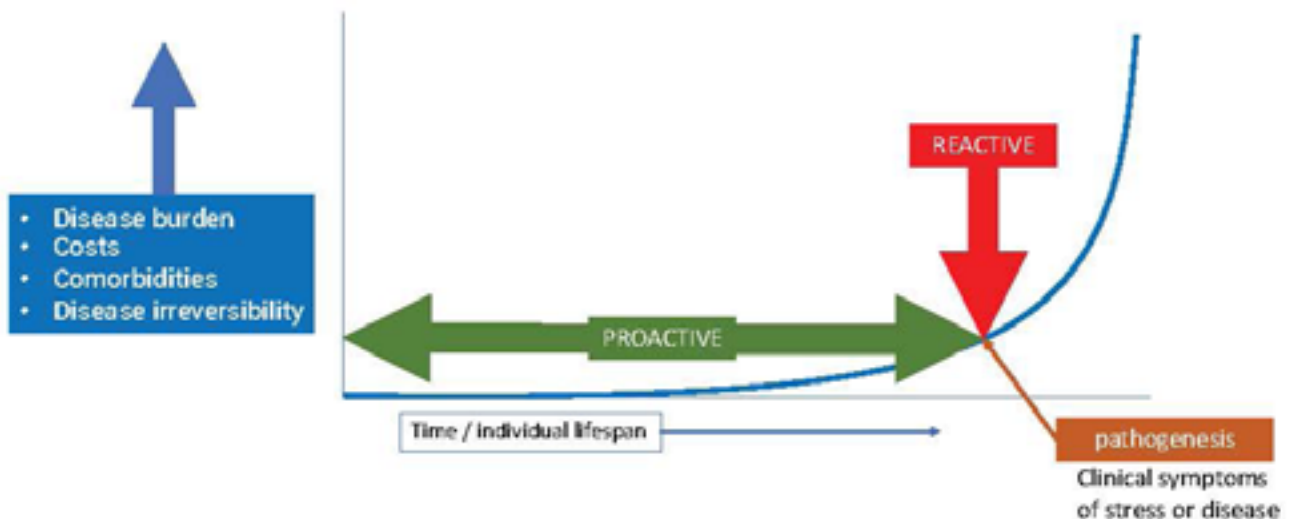 REACTIVE
• Disease burden
• Costs
• Comorbidities
• Disease irreversibility
PROACTIVE
Time / individual lifespan
pathogenesis
Clinical symptoms
of stress or disease